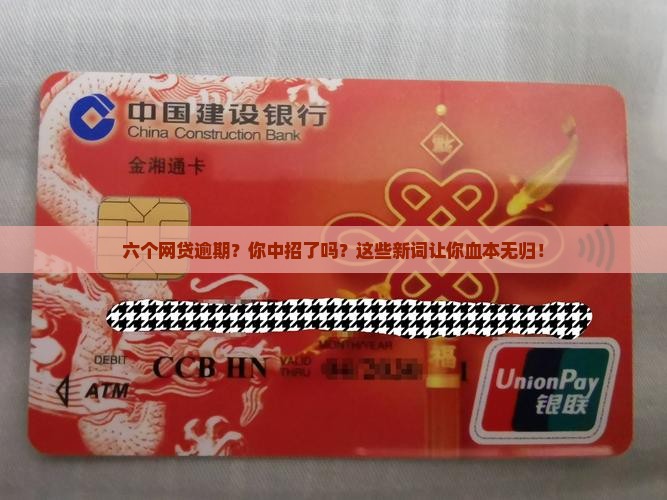 中国建设银行
China Construction Bank
金湘通卡
六个网贷逾期？你中招了吗？这些新词让你血本无归！
MONTH/YEAR
DEBIT
CCB HN
VALID
THRU
ATM
福
UnionPay
银联